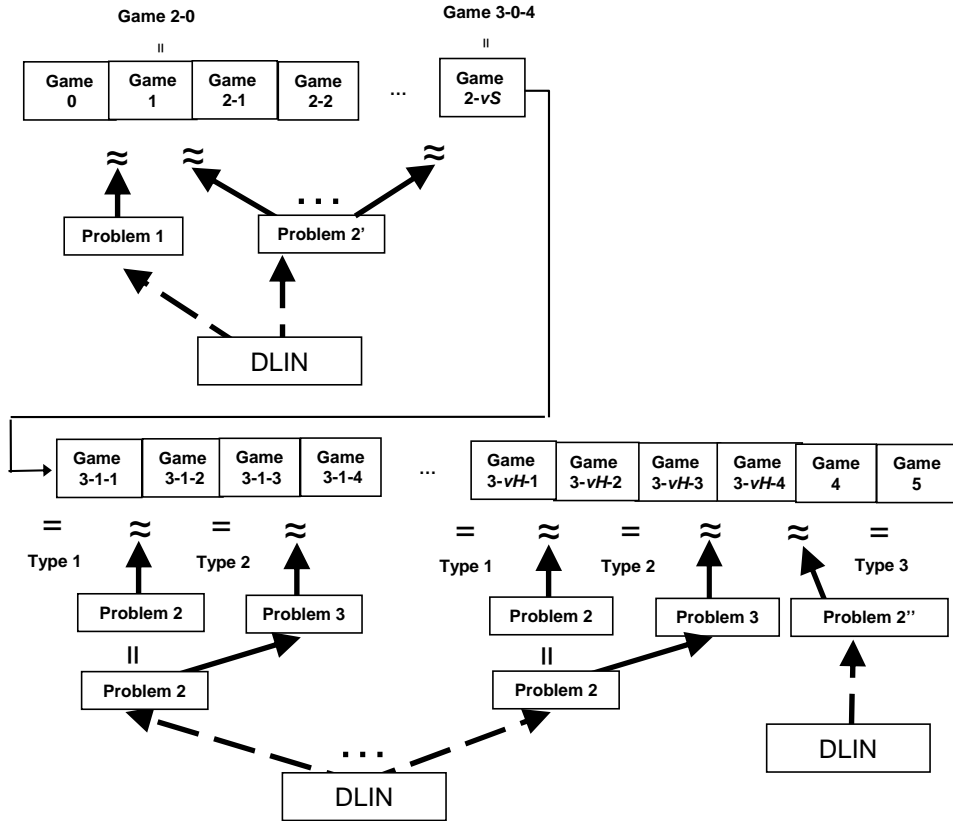 Game 2-0
Game 3-0-4
=
=
Game 0
Game 1
Game 2-1
Game 2-2
...
Game 2-vS
≈
≈
≈
...
Problem 1
Problem 2'
DLIN
Game 3-1-1
Game 3-1-2
Game 3-1-3
Game 3-1-4
...
Game 3-vH-1
Game 3-vH-2
Game 3-vH-3
Game 3-vH-4
Game 4
Game 5
=
≈
=
≈
=
≈
=
≈
≈
=
Type 1
Type 2
Type 1
Type 2
Type 3
Problem 2
Problem 3
Problem 2
Problem 3
Problem 2''
=
=
Problem 2
Problem 2
...
DLIN
DLIN